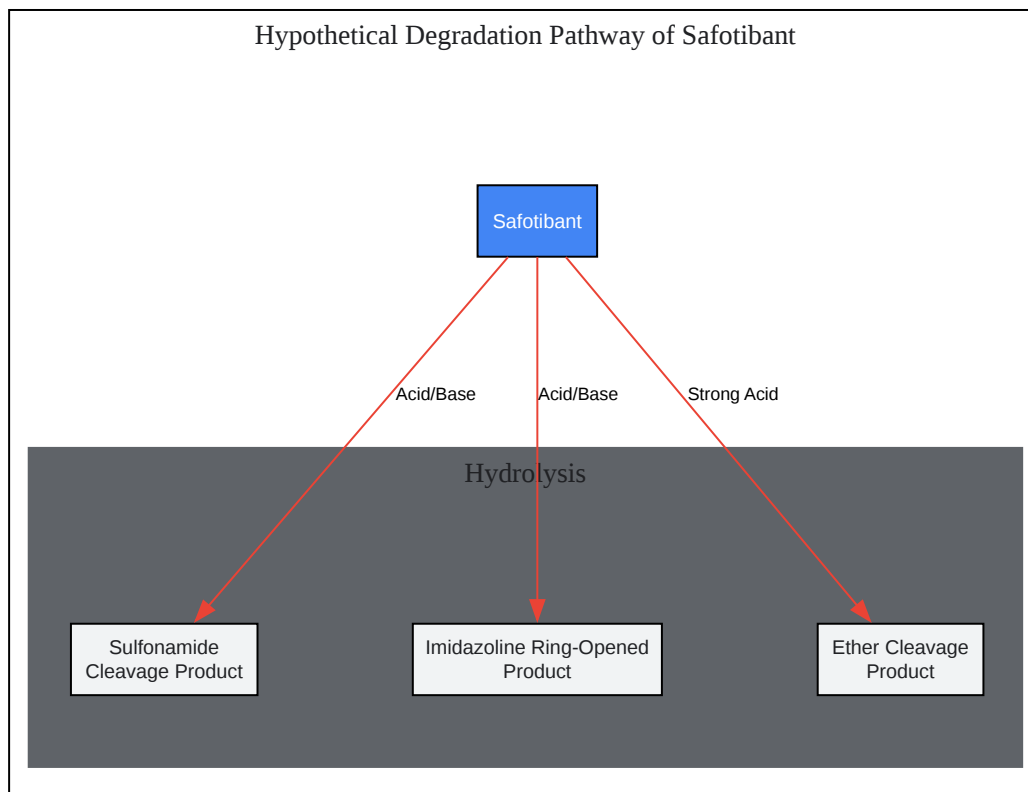 Hypothetical Degradation Pathway of Safotibant
Safotibant
Acid/Base
Acid/Base
Strong Acid
Hydrolysis
Sulfonamide
Cleavage Product
Imidazoline Ring-Opened
Product
Ether Cleavage
Product